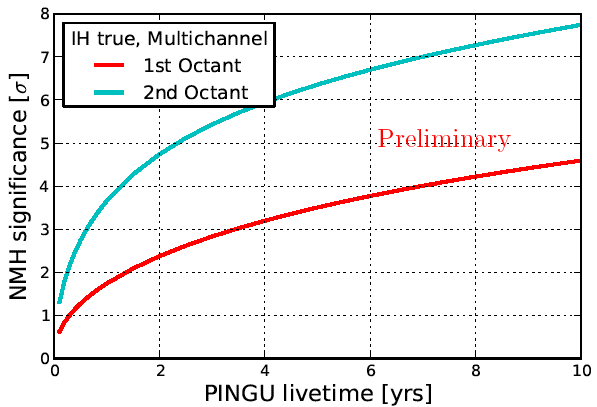 8
7
6
5
4
3
2
1
0
NMH significance [σ]
IH true, Multichannel
1st Octant
2nd Octant
Preliminary
0 2 4 6 8 10
PINGU livetime [yrs]